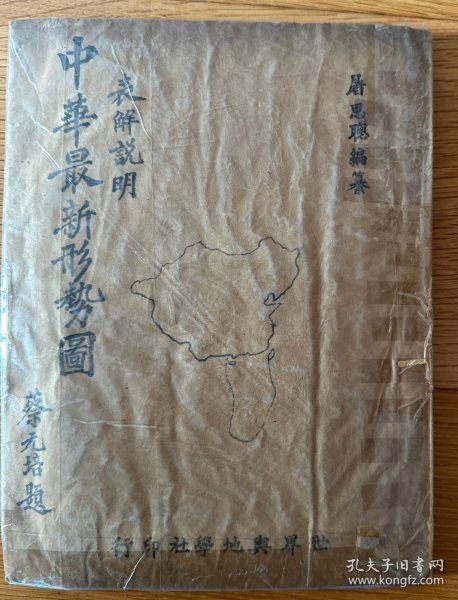 屠思聰編纂
表解說明
中華最新形勢圖
蔡元培題
行印社學地輿界世
孔夫子旧书网
www.kongfz.com